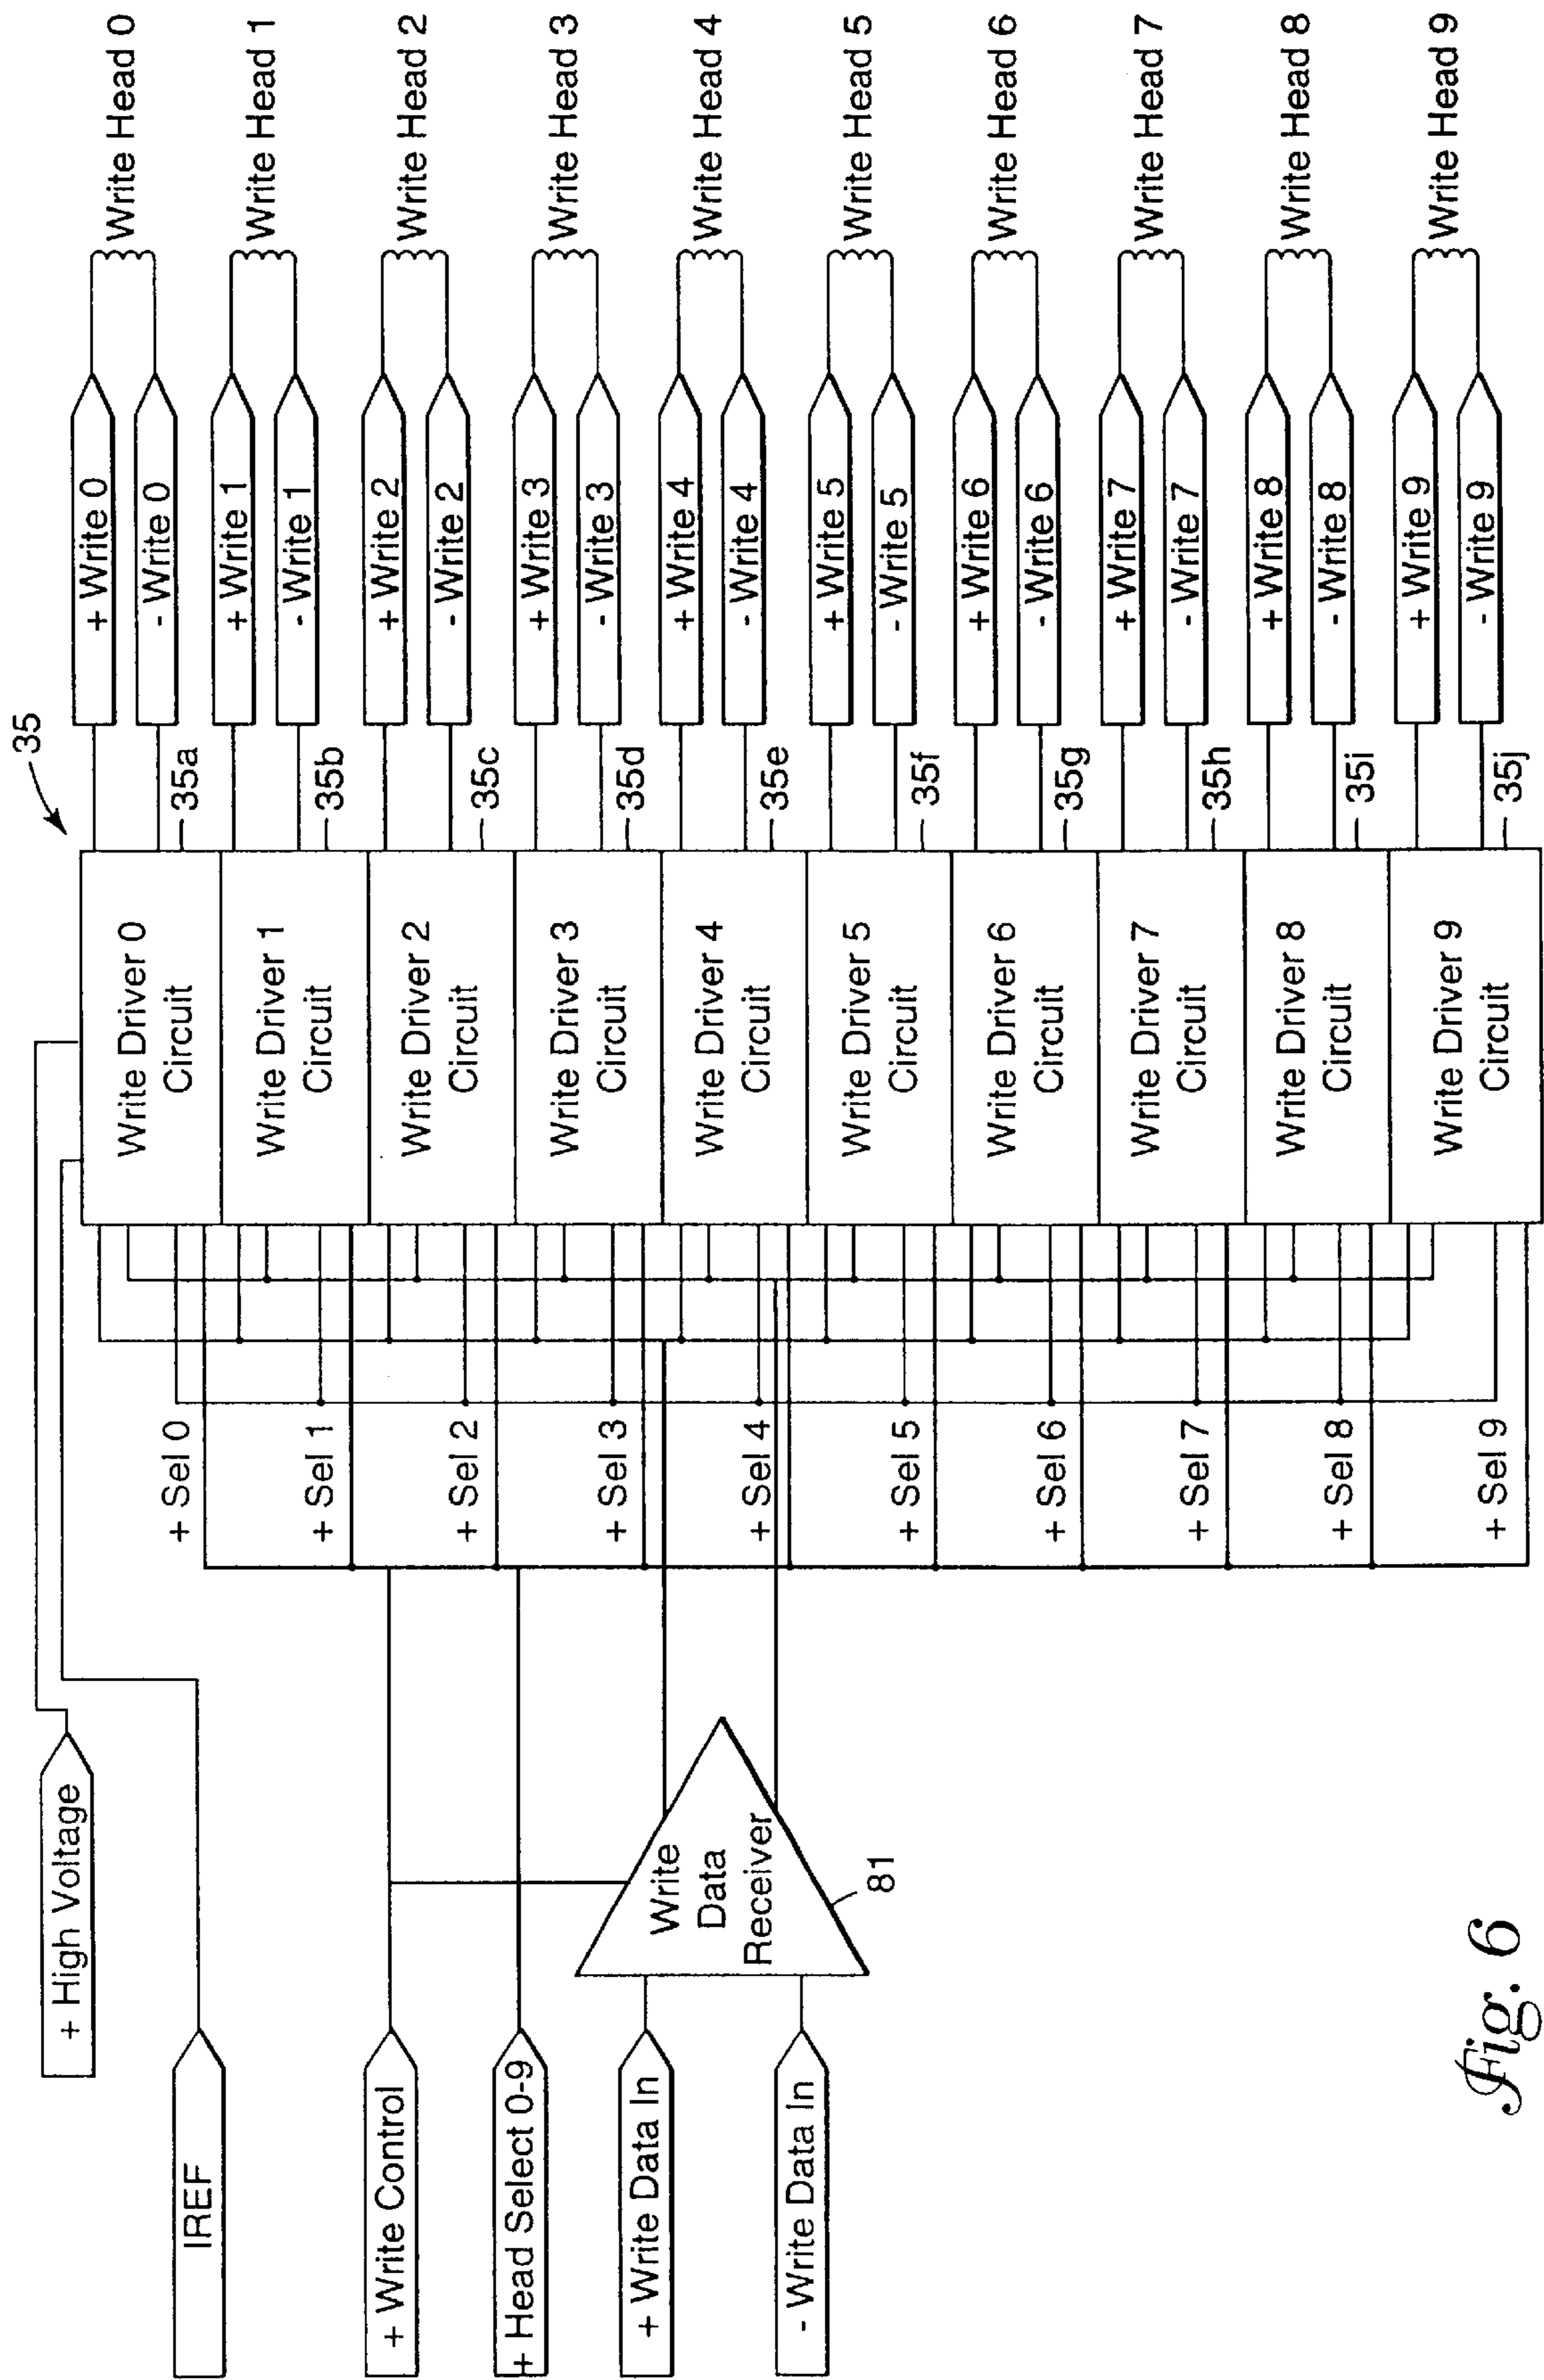 + High Voltage
IREF
+ Write Control
+ Head Select 0-9
+ Write Data In
- Write Data In
Write
Data
Receiver
81
+ Sel 0
+ Sel 1
+ Sel 2
+ Sel 3
+ Sel 4
+ Sel 5
+ Sel 6
+ Sel 7
+ Sel 8
+ Sel 9
35
Write Driver 0
Circuit
Write Driver 1
Circuit
Write Driver 2
Circuit
Write Driver 3
Circuit
Write Driver 4
Circuit
Write Driver 5
Circuit
Write Driver 6
Circuit
Write Driver 7
Circuit
Write Driver 8
Circuit
Write Driver 9
Circuit
35a
35b
35c
35d
35e
35f
35g
35h
35i
35j
+ Write 0
- Write 0
+ Write 1
- Write 1
+ Write 2
- Write 2
+ Write 3
- Write 3
+ Write 4
- Write 4
+ Write 5
- Write 5
+ Write 6
- Write 6
+ Write 7
- Write 7
+ Write 8
- Write 8
+ Write 9
- Write 9
Write Head 0
Write Head 1
Write Head 2
Write Head 3
Write Head 4
Write Head 5
Write Head 6
Write Head 7
Write Head 8
Write Head 9
Fig. 6